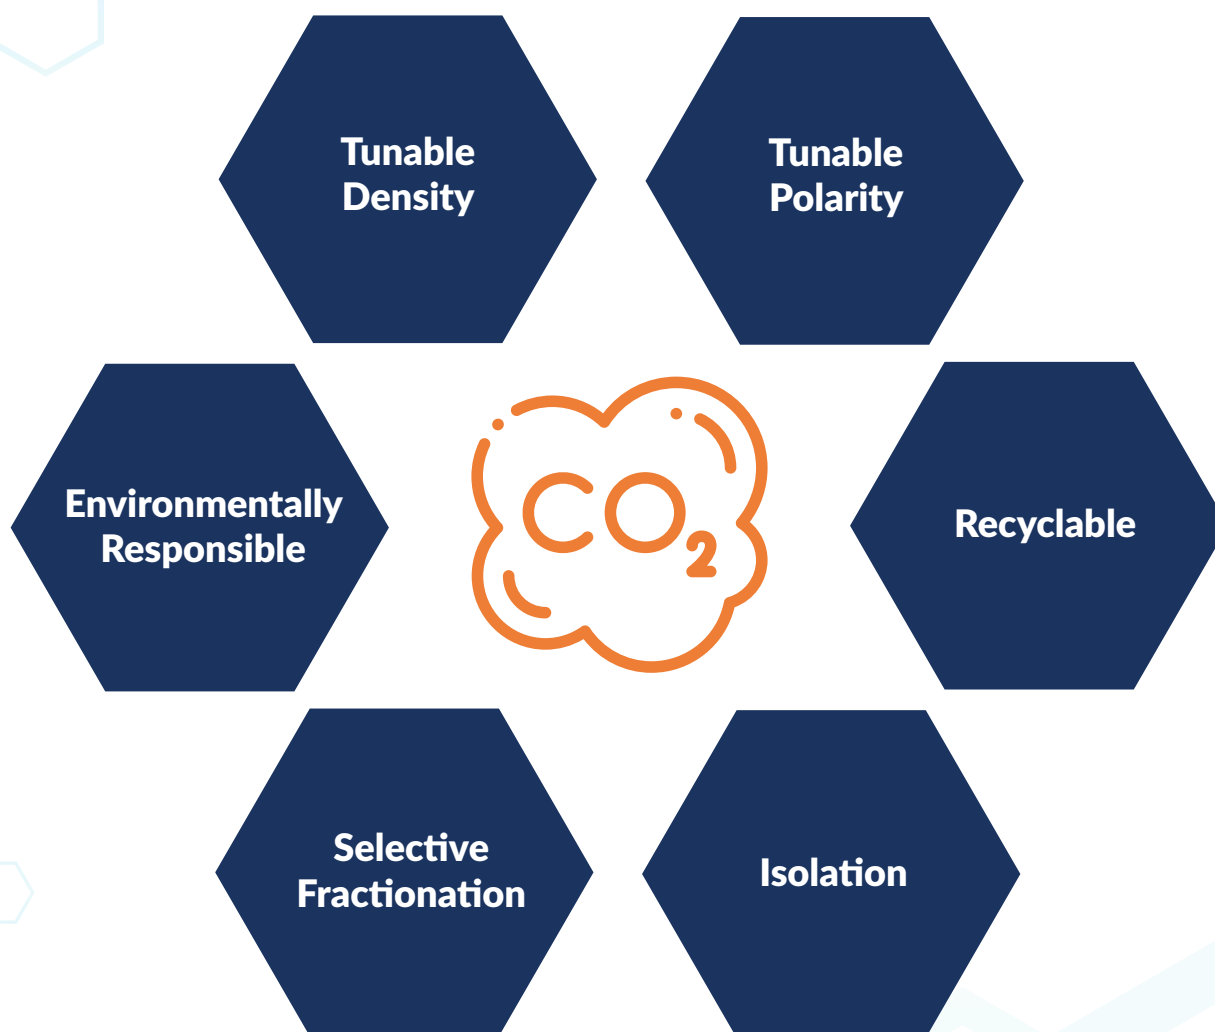 Tunable
Density
Tunable
Polarity
Environmentally
Responsible
CO₂
Recyclable
Selective
Fractionation
Isolation